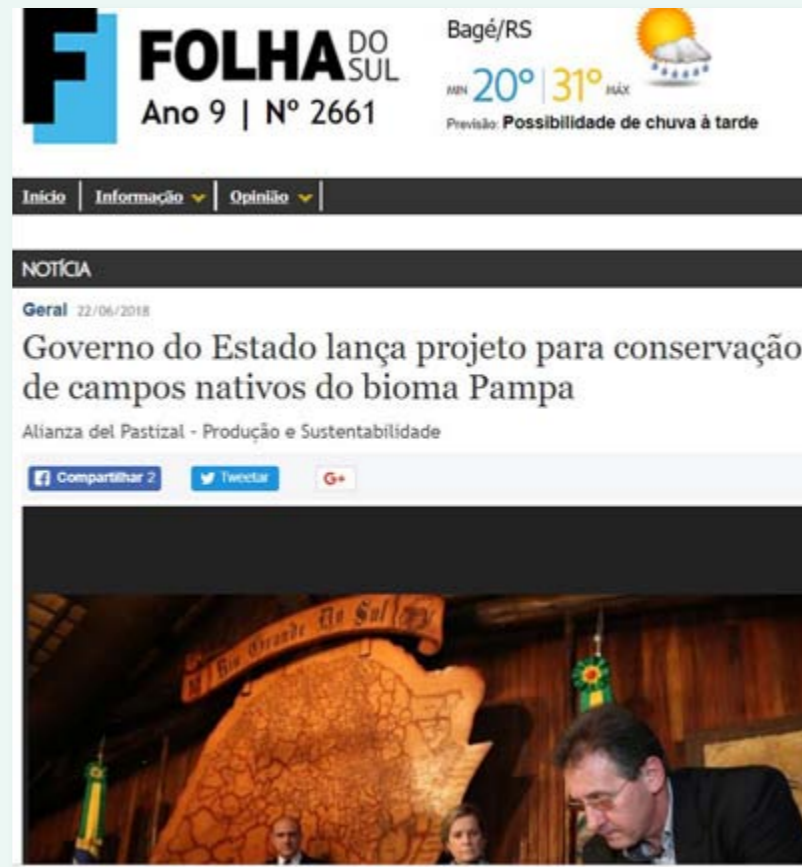 FOLHA DO SUL
Ano 9 | Nº 2661
Bagé/RS
MIN 20º | 31º MÁX
Previsão: Possibilidade de chuva à tarde
Início | Informação | Opinião
NOTÍCIA
Geral 22/06/2018
Governo do Estado lança projeto para conservação
de campos nativos do bioma Pampa
Alianza del Pastizal - Produção e Sustentabilidade
Compartilhar 2 Tweetar G+
Rio Grande Do Sul